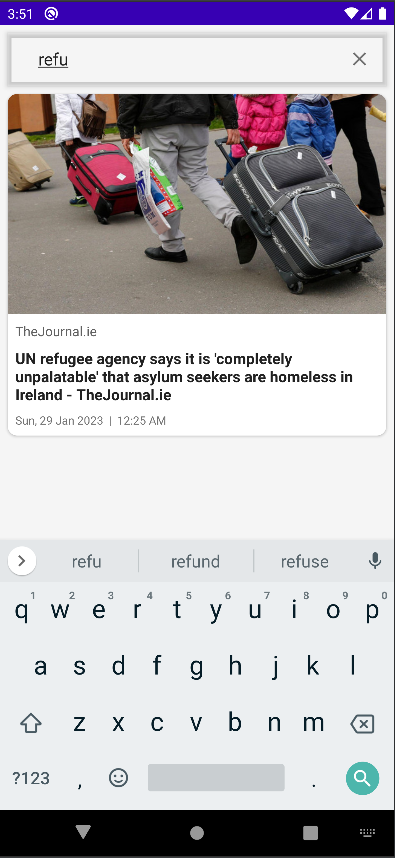 3:51
refu
TheJournal.ie
UN refugee agency says it is 'completely
unpalatable' that asylum seekers are homeless in
Ireland - TheJournal.ie
Sun, 29 Jan 2023 | 12:25 AM
refu refund refuse
q1 w2 e3 r4 t5 y6 u7 i8 o9 p0
a s d f g h j k l
z x c v b n m
?123 , .